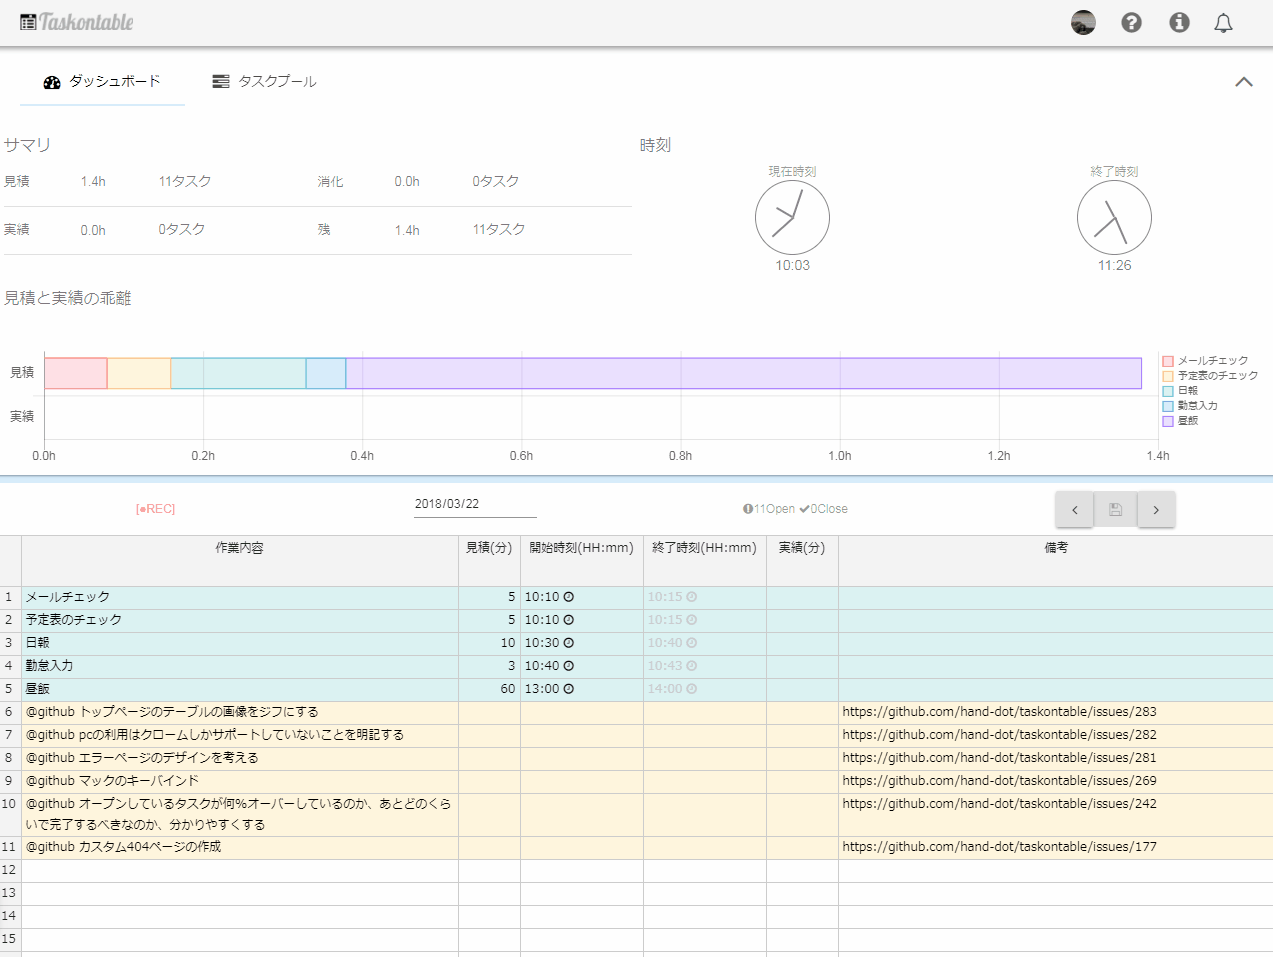 Taskontable
ダッシュボード タスクプール
サマリ 時刻
見積 1.4h 11タスク 消化 0.0h 0タスク
実績 0.0h 0タスク 残 1.4h 11タスク
現在時刻 終了時刻
10:03 11:26
見積と実績の乖離
見積
実績
0.0h 0.2h 0.4h 0.6h 0.8h 1.0h 1.2h 1.4h
メールチェック
予定表のチェック
日報
勤怠入力
昼飯
[●REC] 2018/03/22 11Open 0Close
作業内容 見積(分) 開始時刻(HH:mm) 終了時刻(HH:mm) 実績(分) 備考
1 メールチェック 5 10:10 10:15
2 予定表のチェック 5 10:10 10:15
3 日報 10 10:30 10:40
4 勤怠入力 3 10:40 10:43
5 昼飯 60 13:00 14:00
6 @github トップページのテーブルの画像をジフにする https://github.com/hand-dot/taskontable/issues/283
7 @github pcの利用はクロームしかサポートしていないことを明記する https://github.com/hand-dot/taskontable/issues/282
8 @github エラーページのデザインを考える https://github.com/hand-dot/taskontable/issues/281
9 @github マックのキーバインド https://github.com/hand-dot/taskontable/issues/269
10 @github オープンしているタスクが何%オーバーしているのか、あとどのくら https://github.com/hand-dot/taskontable/issues/242
いで完了するべきなのか、分かりやすくする
11 @github カスタム404ページの作成 https://github.com/hand-dot/taskontable/issues/177
12
13
14
15